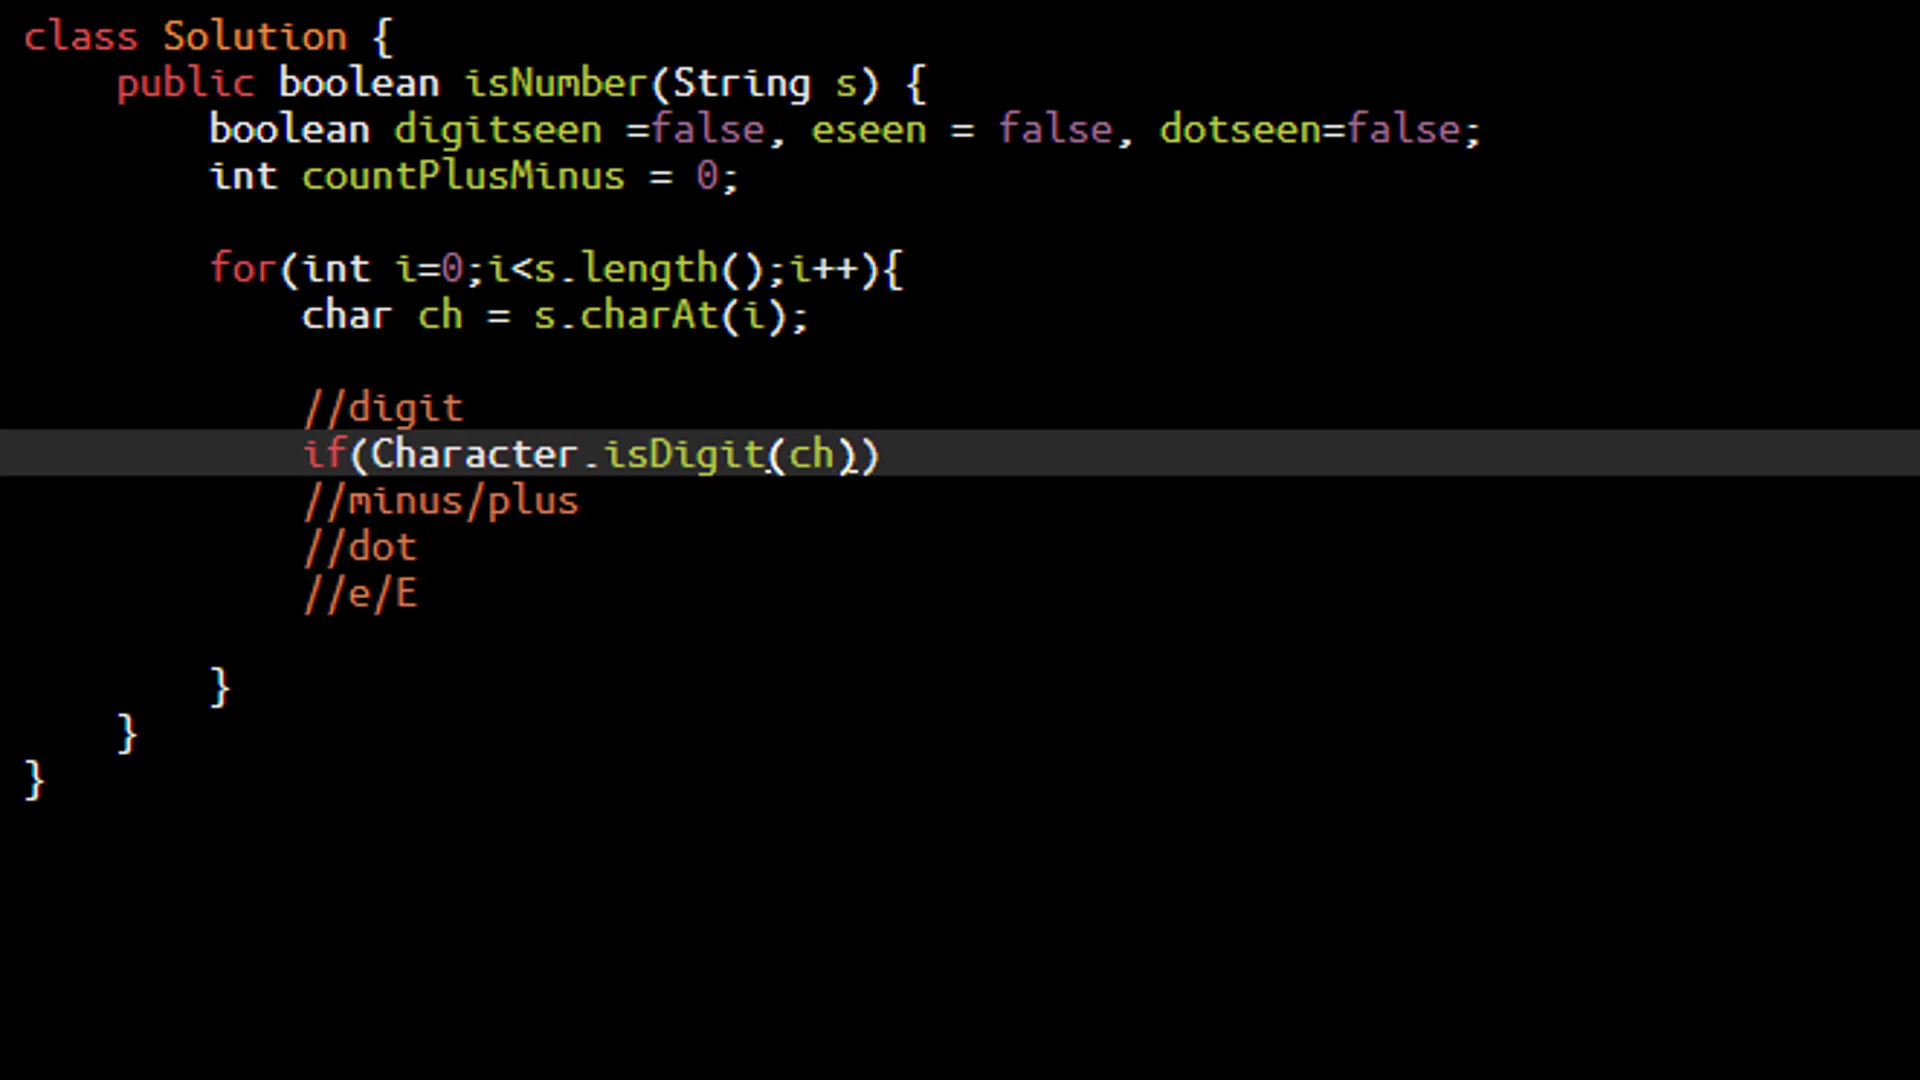 class Solution {
    public boolean isNumber(String s) {
        boolean digitseen =false, eseen = false, dotseen=false;
        int countPlusMinus = 0;

        for(int i=0;i<s.length();i++){
            char ch = s.charAt(i);

            //digit
            if(Character.isDigit(ch))
            //minus/plus
            //dot
            //e/E

        }
    }
}